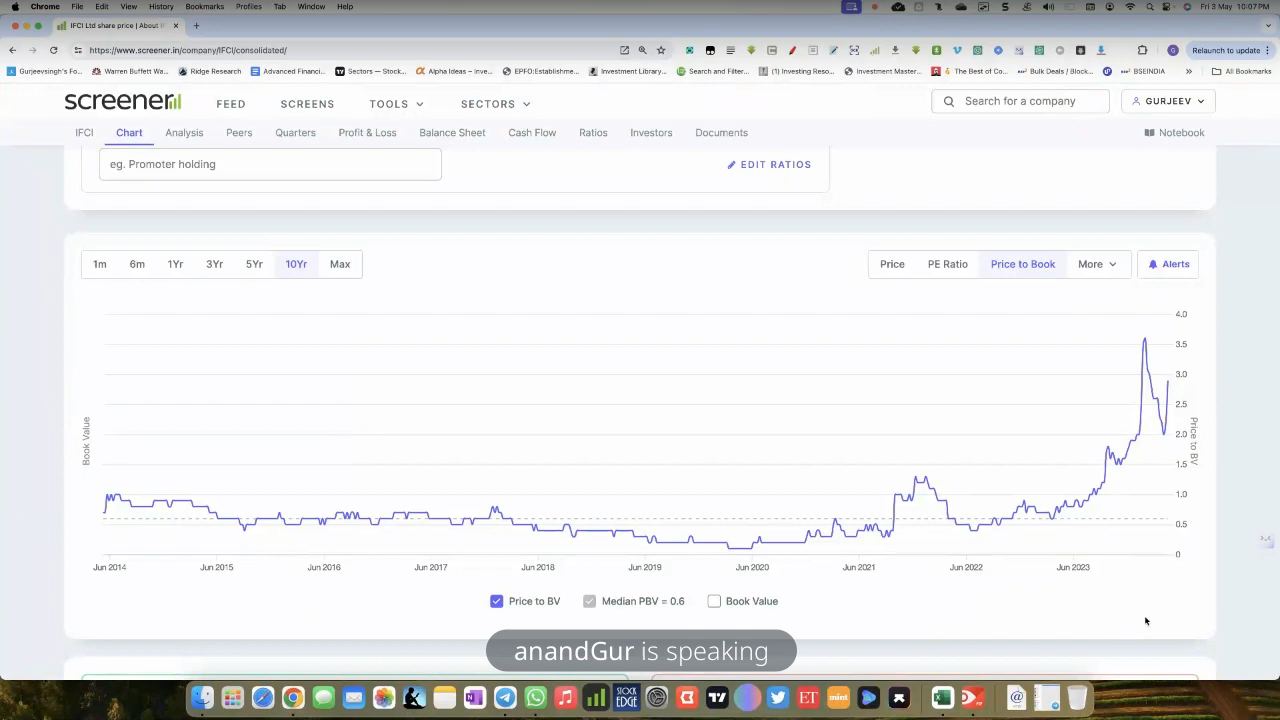 Chrome File Edit View History Bookmarks Profiles Tab Window Help Fri 3 May 10:07PM
IFCI Ltd share price | About I
https://www.screener.in/company/IFCI/consolidated/ Relaunch to update
Gurjeevsingh's Fo... Warren Buffett Wa... Ridge Research Advanced Financi... Sectors – Stock... Alpha Ideas – Inve... EPFO:Establishme... Investment Library... Search and Filter... (1) Investing Reso... Investment Master... The Best of Co... Bulk Deals / Block... BSEINDIA » All Bookmarks
screener FEED SCREENS TOOLS SECTORS Search for a company GURJEEV
IFCI Chart Analysis Peers Quarters Profit & Loss Balance Sheet Cash Flow Ratios Investors Documents Notebook
eg. Promoter holding EDIT RATIOS
1m 6m 1Yr 3Yr 5Yr 10Yr Max Price PE Ratio Price to Book More Alerts
4.0
3.5
3.0
2.5
2.0
1.5
1.0
0.5
0
Book Value
Price to BV
Jun 2014 Jun 2015 Jun 2016 Jun 2017 Jun 2018 Jun 2019 Jun 2020 Jun 2021 Jun 2022 Jun 2023
Price to BV Median PBV = 0.6 Book Value
anandGur is speaking
STOCK
EDGE
ET mint